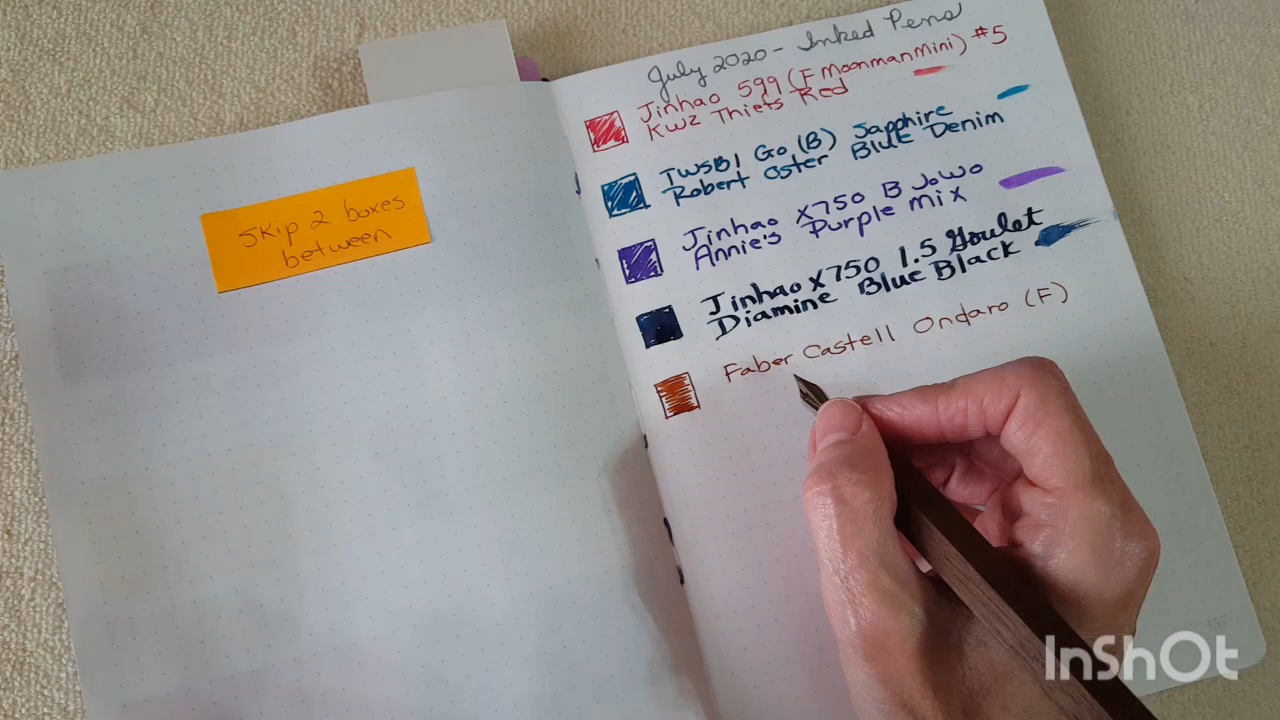 Skip 2 boxes
between
July 2020 - Inked Pens
Jinhao 599 (F Moonman Mini) #5
KWZ Thiefs Red
TWSBI Go (B) Sapphire
Robert Oster Blue Denim
Jinhao X750 B Jowo
Annie's Purple Mix
Jinhao X750 1.5 Goulet
Diamine Blue Black
Faber Castell Ondaro (F)
InShOt